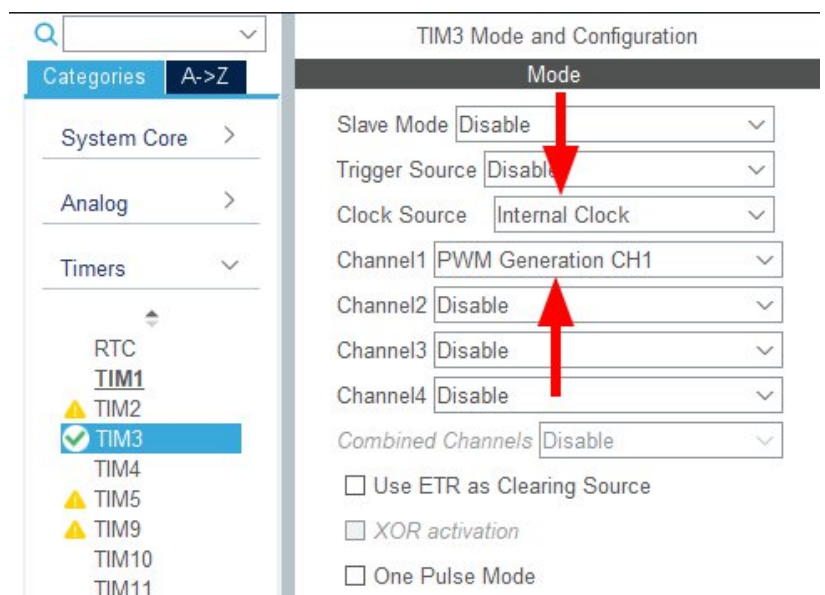 TIM3 Mode and Configuration
Categories A->Z
Mode
System Core
Analog
Timers
RTC
TIM1
TIM2
TIM3
TIM4
TIM5
TIM9
TIM10
TIM11
Slave Mode Disable
Trigger Source Disable
Clock Source Internal Clock
Channel1 PWM Generation CH1
Channel2 Disable
Channel3 Disable
Channel4 Disable
Combined Channels Disable
Use ETR as Clearing Source
XOR activation
One Pulse Mode